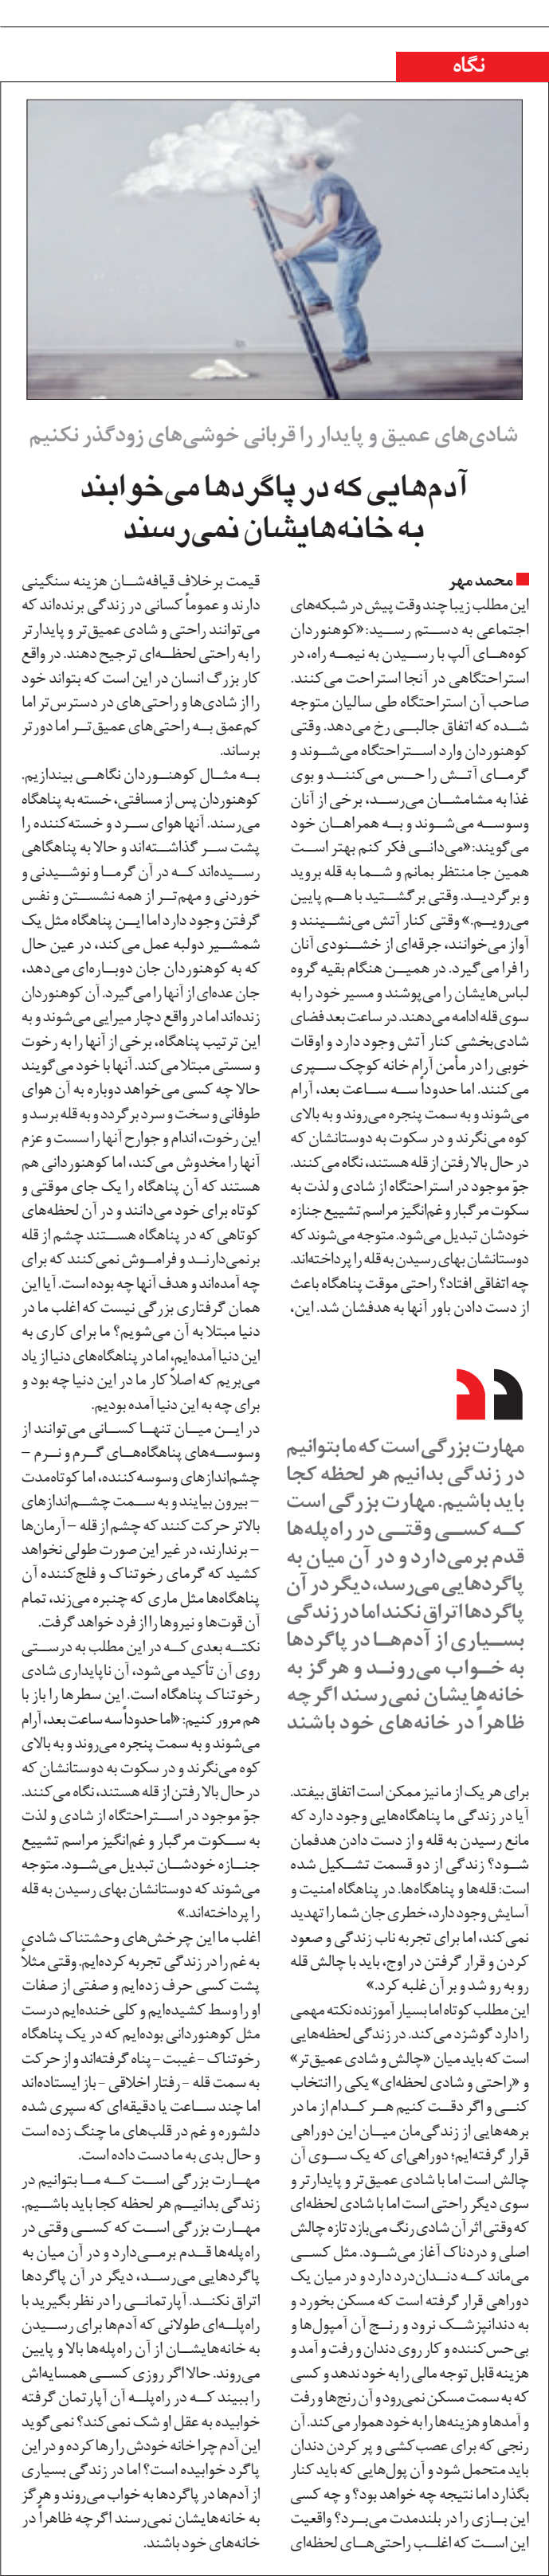 نگاه
شادی‌های عمیق و پایدار را قربانی خوشی‌های زودگذر نکنیم
آدم‌هایی که در پاگردها می‌خوابند
به خانه‌هایشان نمی‌رسند
محمد مهر
این مطلب زیبا چند وقت پیش در شبکه‌های
اجتماعی به دستم رسید: «کوهنوردان
کوه‌های آلپ با رسیدن به نیمه راه، در
استراحتگاهی در آنجا استراحت می‌کنند.
صاحب آن استراحتگاه طی سالیان متوجه
شده که اتفاق جالبی رخ می‌دهد. وقتی
کوهنوردان وارد استراحتگاه می‌شوند و
گرمای آتش را حس می‌کنند و بوی
غذا به مشامشان می‌رسد، برخی از آنان
وسوسه می‌شوند و به همراهان خود
می‌گویند: «می‌دانی فکر کنم بهتر است
همین جا منتظر بمانم و شما به قله بروید
و برگردید. وقتی برگشتید با هم پایین
می‌رویم.» وقتی کنار آتش می‌نشینند و
آواز می‌خوانند، جرقه‌ای از خشنودی آنان
را فرا می‌گیرد. در همین هنگام بقیه گروه
لباس‌هایشان را می‌پوشند و مسیر خود را به
سوی قله ادامه می‌دهند. در ساعت بعد فضای
شادی‌بخشی کنار آتش وجود دارد و اوقات
خوبی را در مأمن آرام خانه کوچک سپری
می‌کنند. اما حدوداً سه ساعت بعد، آرام
می‌شوند و به سمت پنجره می‌روند و به بالای
کوه می‌نگرند و در سکوت به دوستانشان که
در حال بالا رفتن از قله هستند، نگاه می‌کنند.
جوّ موجود در استراحتگاه از شادی و لذت به
سکوت مرگبار و غم‌انگیز مراسم تشییع جنازه
خودشان تبدیل می‌شود. متوجه می‌شوند که
دوستانشان بهای رسیدن به قله را پرداخته‌اند.
چه اتفاقی افتاد؟ راحتی موقت پناهگاه باعث
از دست دادن باور آنها به هدفشان شد. این،
مهارت بزرگی است که ما بتوانیم
در زندگی بدانیم هر لحظه کجا
باید باشیم. مهارت بزرگی است
که کسی وقتی در راه‌پله‌ها
قدم برمی‌دارد و در آن میان به
پاگردهایی می‌رسد، دیگر در آن
پاگردها اتراق نکند اما در زندگی
بسیاری از آدم‌ها در پاگردها
به خواب می‌روند و هرگز به
خانه‌هایشان نمی‌رسند اگرچه
ظاهراً در خانه‌های خود باشند
برای هر یک از ما نیز ممکن است اتفاق بیفتد.
آیا در زندگی ما پناهگاه‌هایی وجود دارد که
مانع رسیدن به قله و از دست دادن هدفمان
شود؟ زندگی از دو قسمت تشکیل شده
است: قله‌ها و پناهگاه‌ها. در پناهگاه امنیت و
آسایش وجود دارد، خطری جان شما را تهدید
نمی‌کند، اما برای تجربه ناب زندگی و صعود
کردن و قرار گرفتن در اوج، باید با چالش قله
رو به رو شد و بر آن غلبه کرد.»
این مطلب کوتاه اما بسیار آموزنده نکته مهمی
را دارد گوشزد می‌کند. در زندگی لحظه‌هایی
است که باید میان «چالش و شادی عمیق‌تر»
و «راحتی و شادی لحظه‌ای» یکی را انتخاب
کنی و اگر دقت کنیم هر کدام از ما در
برهه‌هایی از زندگی‌مان میان این دوراهی
قرار گرفته‌ایم؛ دوراهی‌ای که یک سوی آن
چالش است اما با شادی عمیق‌تر و پایدارتر و
سوی دیگر راحتی است اما با شادی لحظه‌ای
که وقتی اثر آن شادی رنگ می‌بازد تازه چالش
اصلی و دردناک آغاز می‌شود. مثل کسی
می‌ماند که دندان‌درد دارد و در میان یک
دوراهی قرار گرفته است که مسکن بخورد و
به دندانپزشک نرود و رنج آن آمپول‌ها و
بی‌حس‌کننده و کار روی دندان و رفت و آمد و
هزینه قابل توجه مالی را به خود ندهد و کسی
که به سمت مسکن نمی‌رود و آن رنج‌ها و رفت
و آمدها و هزینه‌ها را به خود هموار می‌کند. آن
رنجی که برای عصب‌کشی و پر کردن دندان
باید متحمل شود و آن پول‌هایی که باید کنار
بگذارد اما نتیجه چه خواهد بود؟ و چه کسی
این بازی را در بلندمدت می‌برد؟ واقعیت
این است که اغلب راحتی‌های لحظه‌ای
قیمت برخلاف قیافه‌شان هزینه سنگینی
دارند و عموماً کسانی در زندگی برنده‌اند که
می‌توانند راحتی و شادی عمیق‌تر و پایدارتر
را به راحتی لحظه‌ای ترجیح دهند. در واقع
کار بزرگ انسان در این است که بتواند خود
را از شادی‌ها و راحتی‌های در دسترس‌تر اما
کم‌عمق به راحتی‌های عمیق‌تر اما دورتر
برساند.
به مثال کوهنوردان نگاهی بیندازیم.
کوهنوردان پس از مسافتی، خسته به پناهگاه
می‌رسند. آنها هوای سرد و خسته‌کننده را
پشت سر گذاشته‌اند و حالا به پناهگاهی
رسیده‌اند که در آن گرما و نوشیدنی و
خوردنی و مهم‌تر از همه نشستن و نفس
گرفتن وجود دارد اما این پناهگاه مثل یک
شمشیر دولبه عمل می‌کند، در عین حال
که به کوهنوردان جان دوباره‌ای می‌دهد،
جان عده‌ای از آنها را می‌گیرد. آن کوهنوردان
زنده‌اند اما در واقع دچار میرایی می‌شوند و به
این ترتیب پناهگاه، برخی از آنها را به رخوت
و سستی مبتلا می‌کند. آنها با خود می‌گویند
حالا چه کسی می‌خواهد دوباره به آن هوای
طوفانی و سخت و سرد برگردد و به قله برسد و
این رخوت، اندام و جوارح آنها را سست و عزم
آنها را مخدوش می‌کند، اما کوهنوردانی هم
هستند که آن پناهگاه را یک جای موقتی و
کوتاه برای خود می‌دانند و در آن لحظه‌های
کوتاهی که در پناهگاه هستند چشم از قله
برنمی‌دارند و فراموش نمی‌کنند که برای
چه آمده‌اند و هدف آنها چه بوده است. آیا این
همان گرفتاری بزرگی نیست که اغلب ما در
دنیا مبتلا به آن می‌شویم؟ ما برای کاری به
این دنیا آمده‌ایم، اما در پناهگاه‌های دنیا از یاد
می‌بریم که اصلاً کار ما در این دنیا چه بود و
برای چه به این دنیا آمده بودیم.
در این میان تنها کسانی می‌توانند از
وسوسه‌های پناهگاه‌های گرم و نرم –
چشم‌اندازهای وسوسه‌کننده، اما کوتاه‌مدت
– بیرون بیایند و به سمت چشم‌اندازهای
بالاتر حرکت کنند که چشم از قله – آرمان‌ها
– برندارند، در غیر این صورت طولی نخواهد
کشید که گرمای رخوتناک و فلج‌کننده آن
پناهگاه‌ها مثل ماری که چنبره می‌زند، تمام
آن قوت‌ها و نیروها را از فرد خواهد گرفت.
نکته بعدی که در این مطلب به درستی
روی آن تأکید می‌شود، آن ناپایداری شادی
رخوتناک پناهگاه است. این سطرها را باز با
هم مرور کنیم: «اما حدوداً سه ساعت بعد، آرام
می‌شوند و به سمت پنجره می‌روند و به بالای
کوه می‌نگرند و در سکوت به دوستانشان که
در حال بالا رفتن از قله هستند، نگاه می‌کنند.
جوّ موجود در استراحتگاه از شادی و لذت
به سکوت مرگبار و غم‌انگیز مراسم تشییع
جنازه خودشان تبدیل می‌شود. متوجه
می‌شوند که دوستانشان بهای رسیدن به قله
را پرداخته‌اند.»
اغلب ما این چرخش‌های وحشتناک شادی
به غم را در زندگی تجربه کرده‌ایم. وقتی مثلاً
پشت کسی حرف زده‌ایم و صفتی از صفات
او را وسط کشیده‌ایم و کلی خندیده‌ایم درست
مثل کوهنوردانی بوده‌ایم که در یک پناهگاه
رخوتناک - غیبت - پناه گرفته‌اند و از حرکت
به سمت قله - رفتار اخلاقی - باز ایستاده‌اند
اما چند ساعت یا دقیقه‌ای که سپری شده
دلشوره و غم در قلب‌های ما چنگ زده است
و حال بدی به ما دست داده است.
مهارت بزرگی است که ما بتوانیم در
زندگی بدانیم هر لحظه کجا باید باشیم.
مهارت بزرگی است که کسی وقتی در
راه‌پله‌ها قدم برمی‌دارد و در آن میان به
پاگردهایی می‌رسد، دیگر در آن پاگردها
اتراق نکند. آپارتمانی را در نظر بگیرید با
راه‌پله‌ای طولانی که آدم‌ها برای رسیدن
به خانه‌هایشان از آن راه‌پله‌ها بالا و پایین
می‌روند. حالا اگر روزی کسی همسایه‌اش
را ببیند که در راه‌پله آن آپارتمان گرفته
خوابیده به عقل او شک نمی‌کند؟ نمی‌گوید
این آدم چرا خانه خودش را رها کرده و در این
پاگرد خوابیده است؟ اما در زندگی بسیاری
از آدم‌ها در پاگردها به خواب می‌روند و هرگز
به خانه‌هایشان نمی‌رسند اگرچه ظاهراً در
خانه‌های خود باشند.